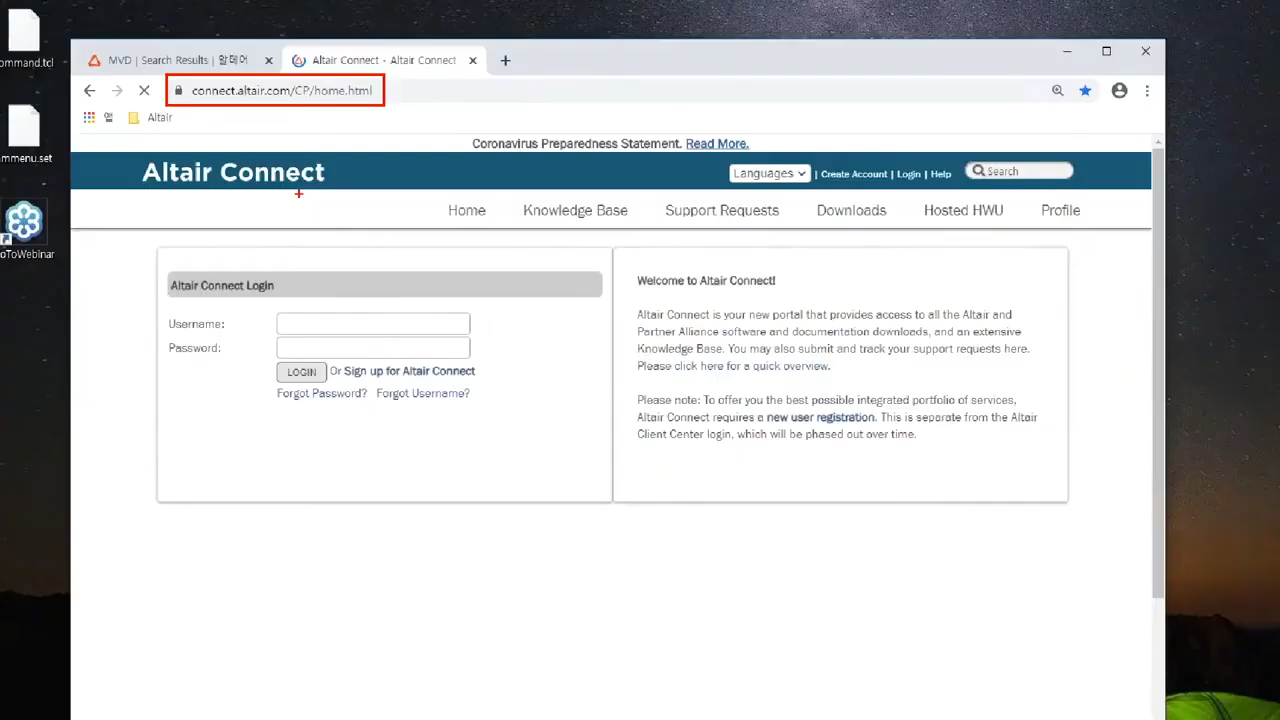 ommand.tcl
mmenu.set
oToWebinar
MVD | Search Results | 알테어
Altair Connect - Altair Connect
connect.altair.com/CP/home.html
앱
Altair
Coronavirus Preparedness Statement. Read More.
Altair Connect
Languages | Create Account | Login | Help
Search
Home Knowledge Base Support Requests Downloads Hosted HWU Profile
Altair Connect Login
Username:
Password:
LOGIN Or Sign up for Altair Connect
Forgot Password? Forgot Username?
Welcome to Altair Connect!
Altair Connect is your new portal that provides access to all the Altair and
Partner Alliance software and documentation downloads, and an extensive
Knowledge Base. You may also submit and track your support requests here.
Please click here for a quick overview.
Please note: To offer you the best possible integrated portfolio of services,
Altair Connect requires a new user registration. This is separate from the Altair
Client Center login, which will be phased out over time.